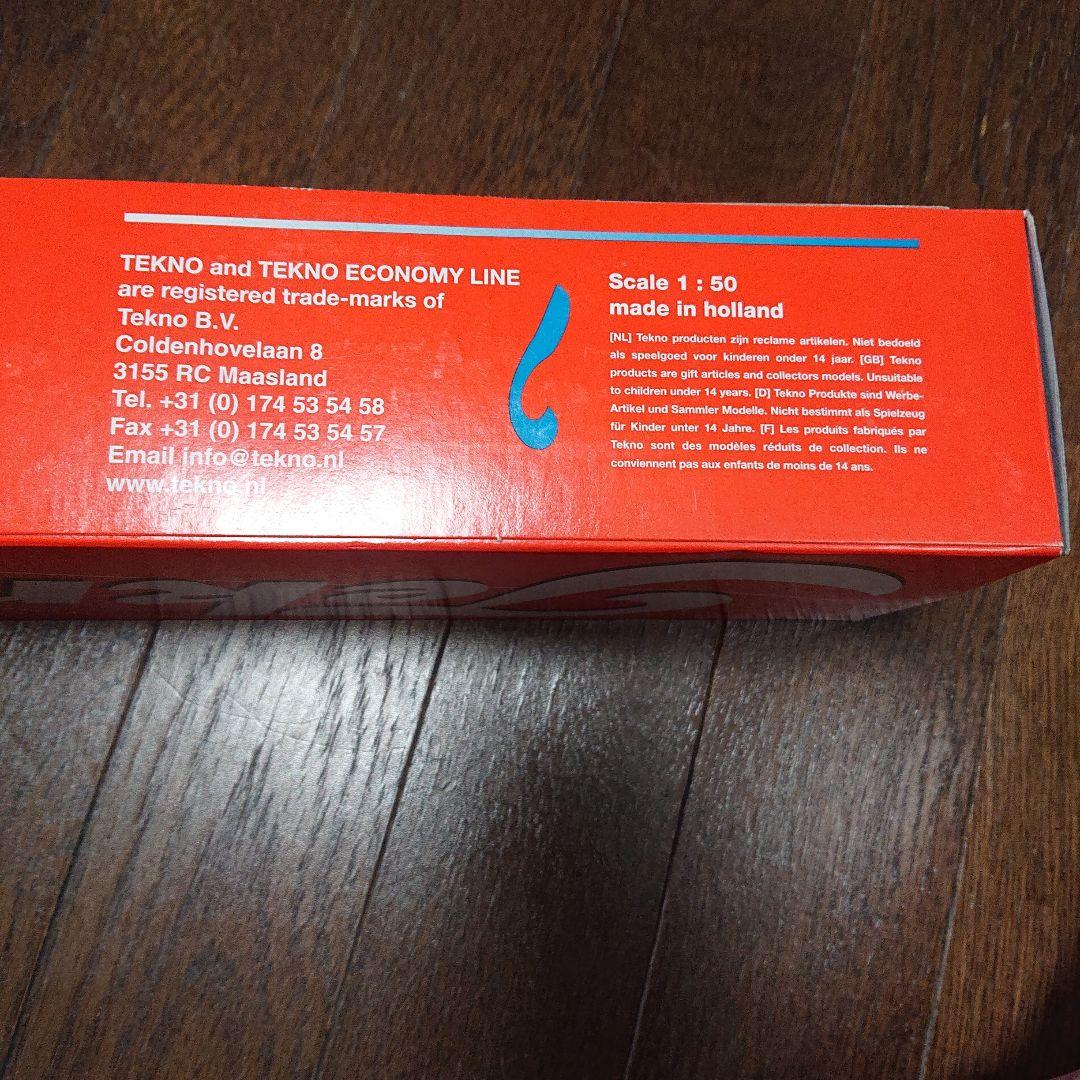 TEKNO and TEKNO ECONOMY LINE
are registered trade-marks of
Tekno B.V.
Coldenhovelaan 8
3155 RC Maasland
Tel. +31 (0) 174 53 54 58
Fax +31 (0) 174 53 54 57
Email info@tekno.nl
www.tekno.nl
Scale 1 : 50
made in holland
[NL] Tekno producten zijn reclame artikelen. Niet bedoeld
als speelgoed voor kinderen onder 14 jaar. [GB] Tekno
products are gift articles and collectors models. Unsuitable
to children under 14 years. [D] Tekno Produkte sind Werbe-
Artikel und Sammler Modelle. Nicht bestimmt als Spielzeug
für Kinder unter 14 Jahre. [F] Les produits fabriqués par
Tekno sont des modèles réduits de collection. Ils ne
conviennent pas aux enfants de moins de 14 ans.